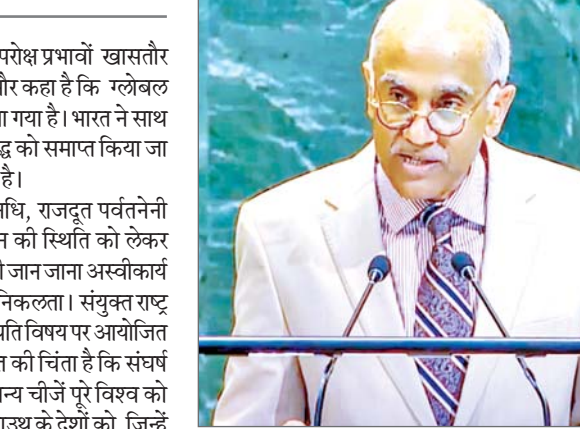 परोक्ष प्रभावों खासतौर
और कहा है कि ग्लोबल
गया है। भारत ने साथ
को समाप्त किया जा
है।
राजदूत पर्वतनेनी
की स्थिति को लेकर
जान जाना अस्वीकार्य
निकलता। संयुक्त राष्ट्र
विषय पर आयोजित
की चिंता है कि संघर्ष
चीजें पूरे विश्व को
के देशों को, जिन्हें